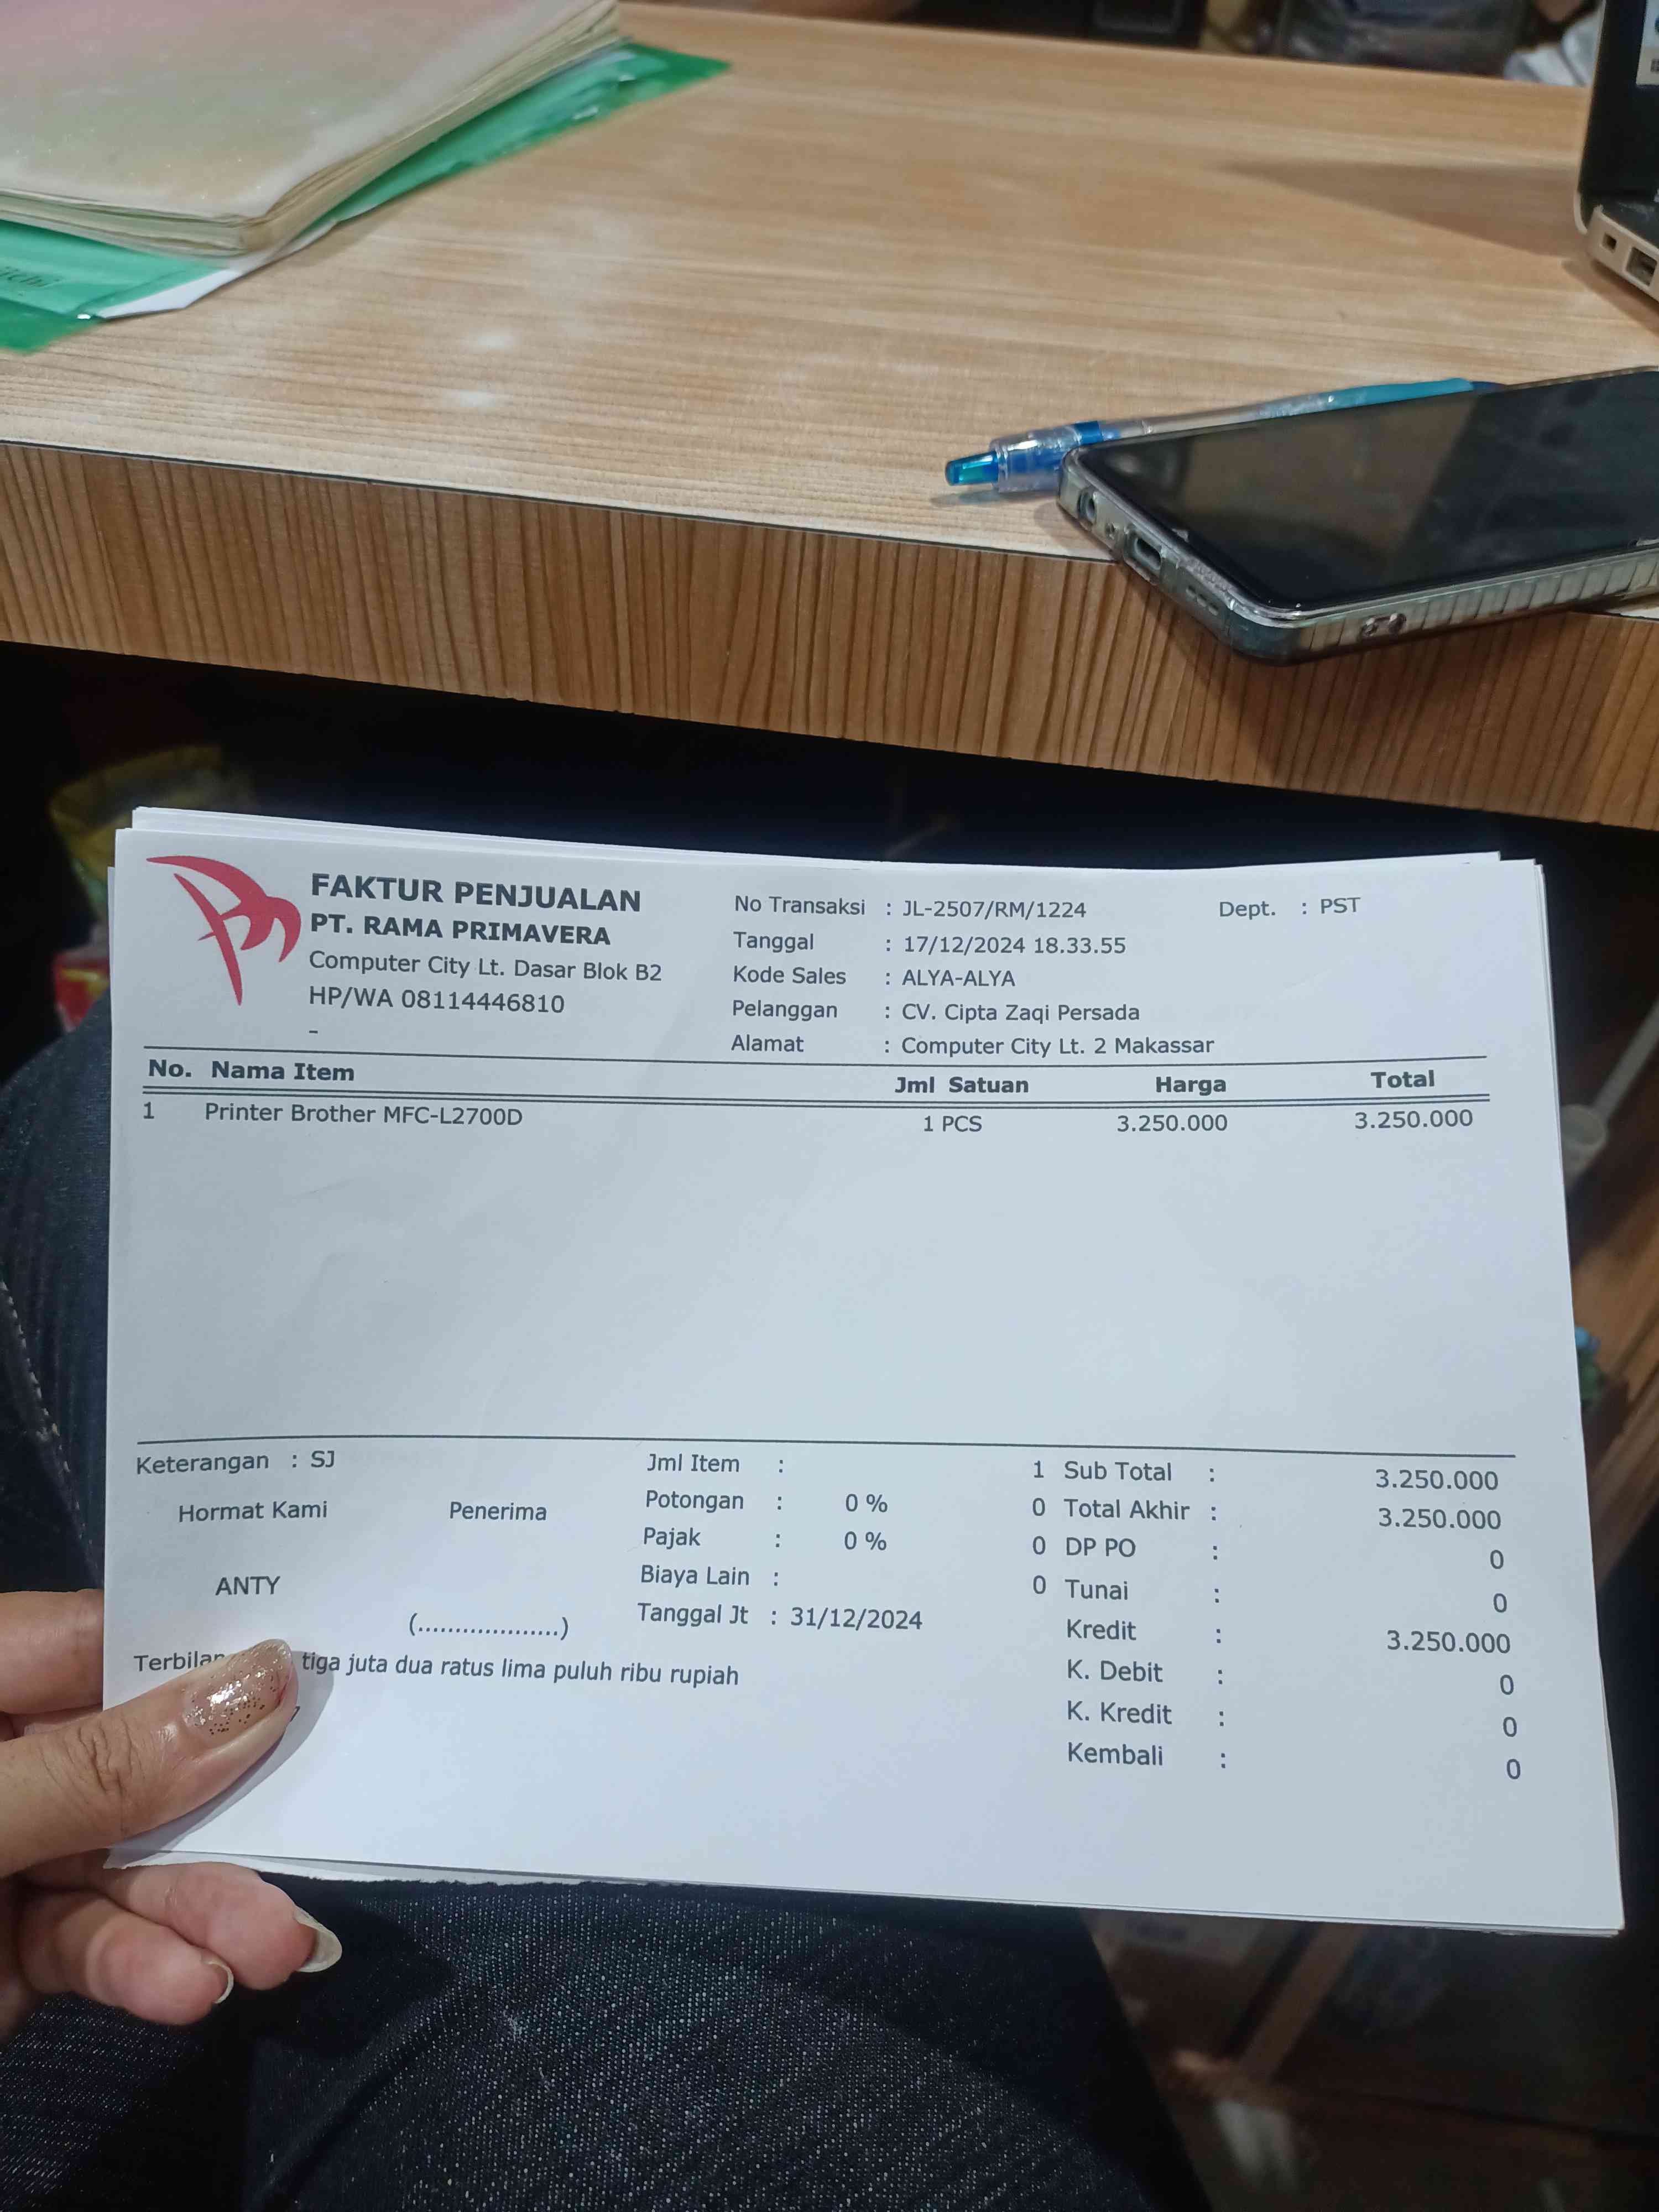 FAKTUR PENJUALAN
PT. RAMA PRIMAVERA
Computer City Lt. Dasar Blok B2
HP/WA 08114446810
-
No Transaksi : JL-2507/RM/1224 Dept. : PST
Tanggal : 17/12/2024 18.33.55
Kode Sales : ALYA-ALYA
Pelanggan : CV. Cipta Zaqi Persada
Alamat : Computer City Lt. 2 Makassar
No. Nama Item Jml Satuan Harga Total
1 Printer Brother MFC-L2700D 1 PCS 3.250.000 3.250.000
Keterangan : SJ
Hormat Kami Penerima
ANTY
(...................)
Jml Item : 1
Potongan : 0 % 0
Pajak : 0 % 0
Biaya Lain : 0
Tanggal Jt : 31/12/2024
Sub Total : 3.250.000
Total Akhir : 3.250.000
DP PO : 0
Tunai : 0
Kredit : 3.250.000
K. Debit : 0
K. Kredit : 0
Kembali : 0
tiga juta dua ratus lima puluh ribu rupiah